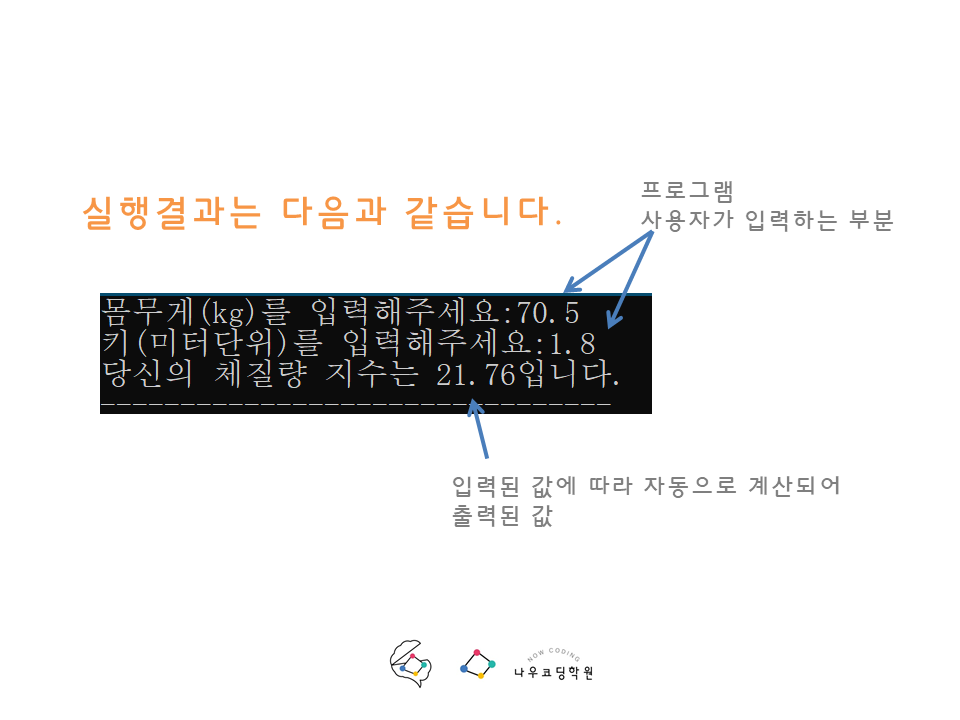 실행결과는 다음과 같습니다.
프로그램
사용자가 입력하는 부분
몸무게(kg)를 입력해주세요:70.5
키(미터단위)를 입력해주세요:1.8
당신의 체질량 지수는 21.76입니다.
--------------------------------
입력된 값에 따라 자동으로 계산되어
출력된 값
NOW CODING
나우코딩학원